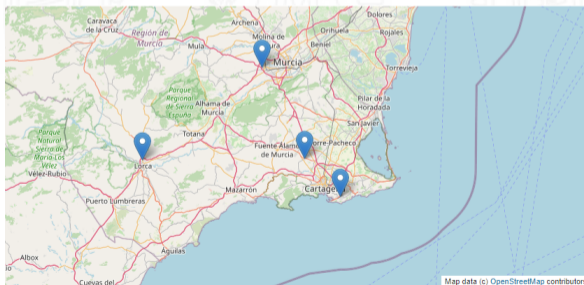 Caravaca
de la Cruz
Archena
Dolores
Región de
Murcia
Molina de
ura
Orihuela
Rojales
Mula
Beniel
Murcia
Torrevieja
Parque
Regional
de Sierra
Espuña
Alhama de
Murcia
Pilar de la
Horadada
Parque
Natural
Sierra de
María-Los
Vélez
Totana
San Javier
Fuente Álamo
de Murcia
orre-Pacheco
Vélez-Rubio
Lorca
Mazarrón
Cartagena
Puerto Lumbreras
Águilas
Albox
Cuevas del
Map data (c) OpenStreetMap contributor